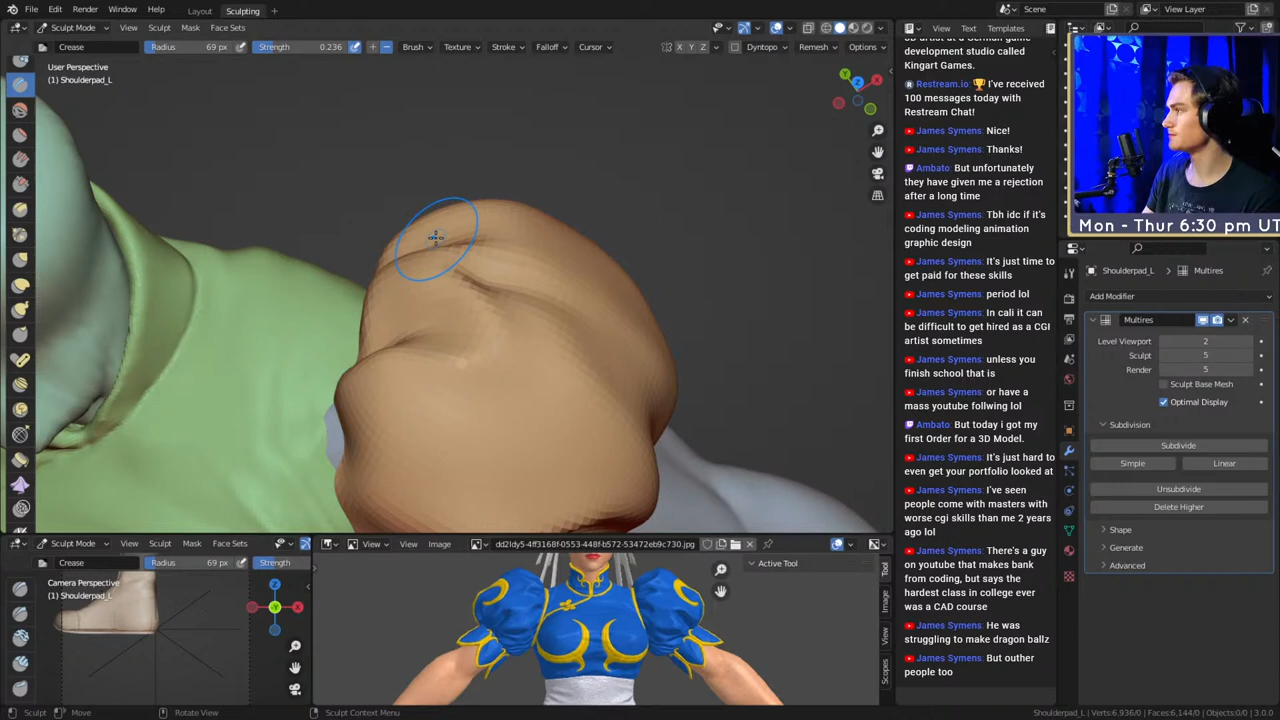 File Edit Render Window Help Layout Sculpting + Scene View Layer
Sculpt Mode View Sculpt Mask Face Sets View Text Templates
Crease Radius 69 px Strength 0.236 Brush Texture Stroke Falloff Cursor X Y Z Dyntopo Remesh Options
User Perspective
(1) Shoulderpad_L
development studio called
Kingart Games.
Restream.io: 🏆 I've received
100 messages today with
Restream Chat!
James Symens: Nice!
James Symens: Thanks!
Ambato: But unfortunately
they have given me a rejection
after a long time
James Symens: Tbh idc if it's
coding modeling animation
graphic design
James Symens: It's just time to
get paid for these skills
James Symens: period lol
James Symens: In cali it can
be difficult to get hired as a CGI
artist sometimes
James Symens: unless you
finish school that is
James Symens: or have a
mass youtube follwing lol
Ambato: But today i got my
first Order for a 3D Model.
James Symens: It's just hard to
even get your portfolio looked at
James Symens: I've seen
people come with masters with
worse cgi skills than me 2 years
ago lol
James Symens: There's a guy
on youtube that makes bank
from coding, but says the
hardest class in college ever
was a CAD course
James Symens: He was
struggling to make dragon ballz
James Symens: But outher
people too
Mon - Thur @ 6:30 EST
Shoulderpad_L Multires
Add Modifier
Multires
Level Viewport 2
Sculpt 5
Render 5
Sculpt Base Mesh
Optimal Display
Subdivision
Subdivide
Simple Linear
Unsubdivide
Delete Higher
Shape
Generate
Advanced
Sculpt Mode View Sculpt Mask Face Sets
Crease Radius 69 px Strength
Camera Perspective
(1) Shoulderpad_L
View View Image dd2ldy5-4ff3168f-0553-448f-b572-53472eb9c730.jpg
Active Tool
Tool
Image
View
Scopes
Sculpt Move Rotate View Sculpt Context Menu Shoulderpad_L | Verts:6,936/0 | Faces:6,144/0 | Objects:0/0 | 3.0.0